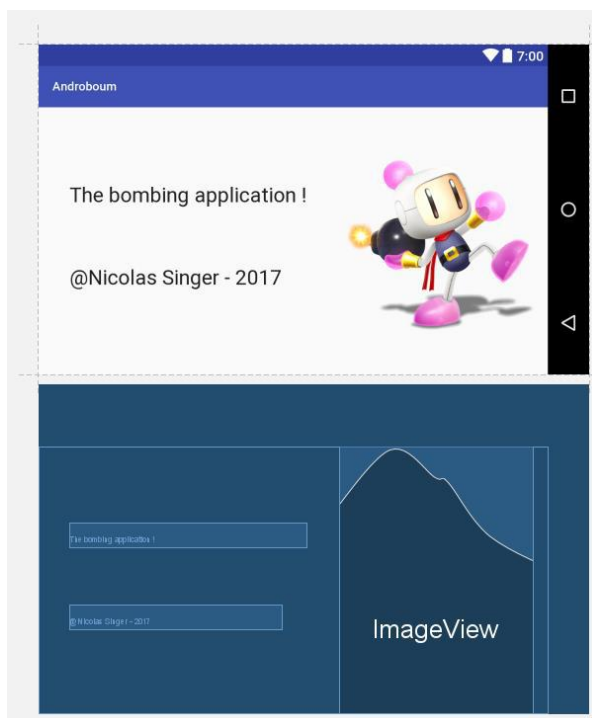 7:00
Androboum
The bombing application !
@Nicolas Singer - 2017
The bombing application !
@Nicolas Singer - 2017
ImageView